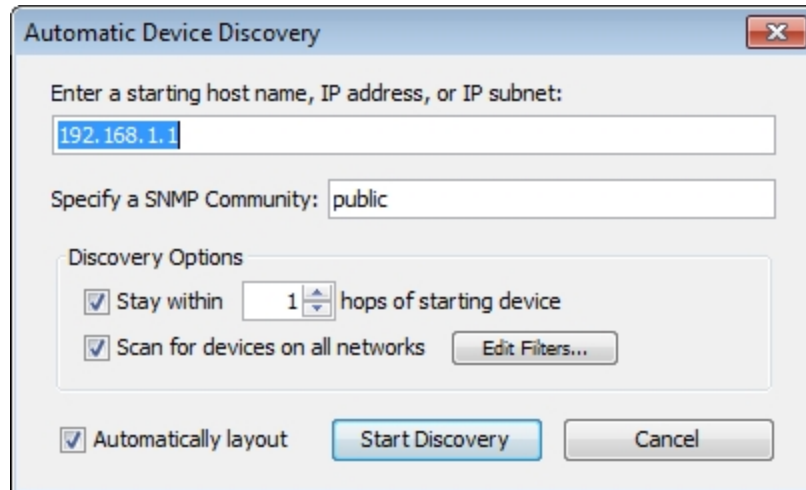 Automatic Device Discovery
Enter a starting host name, IP address, or IP subnet:
192.168.1.1
Specify a SNMP Community: public
Discovery Options
Stay within 1 hops of starting device
Scan for devices on all networks Edit Filters...
Automatically layout Start Discovery Cancel